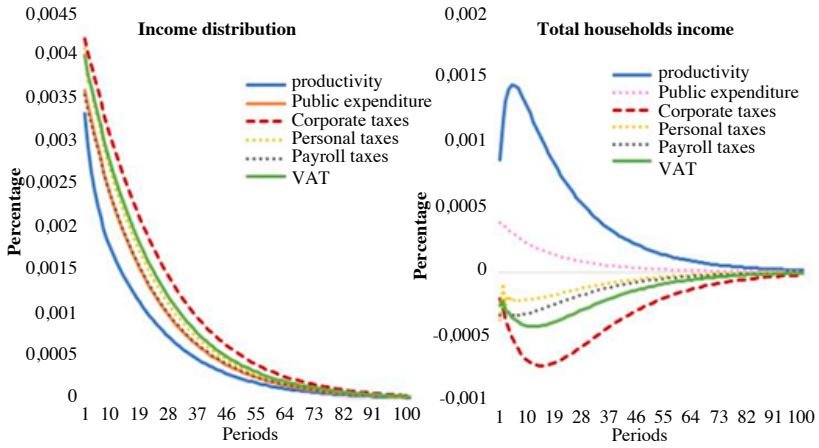 Income distribution
0,0045
0,004
0,0035
0,003
0,0025
0,002
0,0015
0,001
0,0005
0
Percentage
productivity
Public expenditure
Corporate taxes
Personal taxes
Payroll taxes
VAT
1 10 19 28 37 46 55 64 73 82 91 100
Periods
Total households income
0,002
0,0015
0,001
0,0005
0
-0,0005
-0,001
Percentage
productivity
Public expenditure
Corporate taxes
Personal taxes
Payroll taxes
VAT
1 10 19 28 37 46 55 64 73 82 91 100
Periods